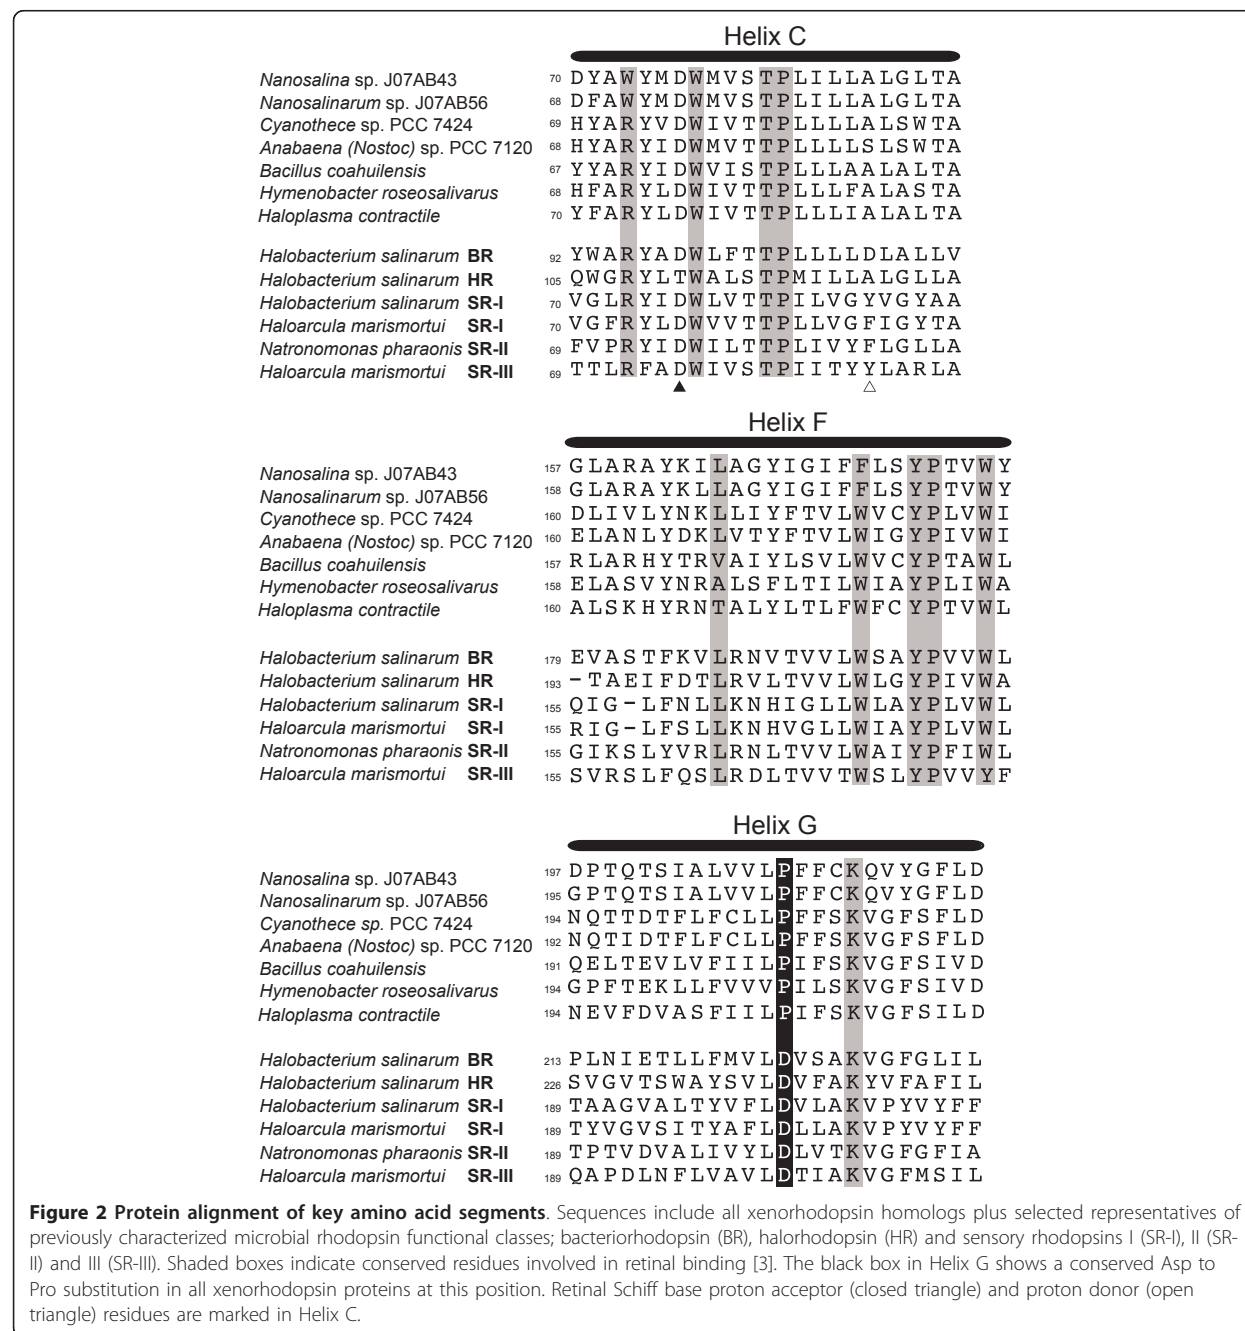 Helix C
Nanosalina sp. J07AB43 70 DYAWYMDWMVSTPLILLALGLTA
Nanosalinarum sp. J07AB56 68 DFAWYMDWMVSTPLILLALGLTA
Cyanothece sp. PCC 7424 69 HYARYVDWIVTTPLLLLALSWTA
Anabaena (Nostoc) sp. PCC 7120 68 HYARYIDWMVTTPLLLLSLSWTA
Bacillus coahuilensis 67 YYARYIDWVISTPLLLAALALTA
Hymenobacter roseosalivarus 68 HFARYLDWIVTTPLLLFALASTA
Haloplasma contractile 70 YFARYLDWIVTTPLLLIALALTA
Halobacterium salinarum BR 92 YWARYADWLFTTPLLLLDLALLV
Halobacterium salinarum HR 105 QWGRYLTWALSTPMILLALGLLA
Halobacterium salinarum SR-I 70 VGLRYIDWLVTTPILVGYVGYAA
Haloarcula marismortui SR-I 70 VGFRYLDWVVTTPLLVGFIGYTA
Natronomonas pharaonis SR-II 69 FVPRYIDWILTTPLIVYFLGLLA
Haloarcula marismortui SR-III 69 TTLRFADWIVSTPIITYYLARLA
▲ △
Helix F
Nanosalina sp. J07AB43 157 GLARAYKILAGYIGIFFLSYPTVWY
Nanosalinarum sp. J07AB56 158 GLARAYKLLAGYIGIFFLSYPTVWY
Cyanothece sp. PCC 7424 160 DLIVLYNKLLIYFTVLWVCYPLVWI
Anabaena (Nostoc) sp. PCC 7120 160 ELANLYDKLVTYFTVLWIGYPIVWI
Bacillus coahuilensis 157 RLARHYTRVAIYLSVLWVCYPTAWL
Hymenobacter roseosalivarus 158 ELASVYNRALSFLTILWIAYPLIWA
Haloplasma contractile 160 ALSKHYRNTALYLTLFWFCYPTVWL
Halobacterium salinarum BR 179 EVASTFKVLRNVTVVLWSAYPVVWL
Halobacterium salinarum HR 193 -TAEIFDTLRVLTVVLWLGYPIVWA
Halobacterium salinarum SR-I 155 QIG-LFNLLKNHIGLLWLAYPLVWL
Haloarcula marismortui SR-I 155 RIG-LFSLLKNHVGLLWIAYPLVWL
Natronomonas pharaonis SR-II 155 GIKSLYVRLRNLTVVLWAIYPFIWL
Haloarcula marismortui SR-III 155 SVRSLFQSLRDLTVVTWSLYPVVYF
Helix G
Nanosalina sp. J07AB43 197 DPTQTSIALVVLPFFCKQVYGFLD
Nanosalinarum sp. J07AB56 195 GPTQTSIALVVLPFFCKQVYGFLD
Cyanothece sp. PCC 7424 194 NQTTDTFLFCLLPFFSKVGFSFLD
Anabaena (Nostoc) sp. PCC 7120 192 NQTIDTFLFCLLPFFSKVGFSFLD
Bacillus coahuilensis 191 QELTEVLVFIILPIFSKVGFSIVD
Hymenobacter roseosalivarus 194 GPFTEKLLFVVVPILSKVGFSIVD
Haloplasma contractile 194 NEVFDVASFIILPIFSKVGFSILD
Halobacterium salinarum BR 213 PLNIETLLFMVLDVSAKVGFGLIL
Halobacterium salinarum HR 226 SVGVTSWAYSVLDVFAKYVFAFIL
Halobacterium salinarum SR-I 189 TAAGVALTYVFLDVLAKVPYVYFF
Haloarcula marismortui SR-I 189 TYVGVSITYAFLDLLAKVPYVYFF
Natronomonas pharaonis SR-II 189 TPTVDVALIVYLDLVTKVGFGFIA
Haloarcula marismortui SR-III 189 QAPDLNFLVAVLDTIAKVGFMSIL
Figure 2 Protein alignment of key amino acid segments. Sequences include all xenorhodopsin homologs plus selected representatives of
previously characterized microbial rhodopsin functional classes; bacteriorhodopsin (BR), halorhodopsin (HR) and sensory rhodopsins I (SR-I), II (SR-
II) and III (SR-III). Shaded boxes indicate conserved residues involved in retinal binding [3]. The black box in Helix G shows a conserved Asp to
Pro substitution in all xenorhodopsin proteins at this position. Retinal Schiff base proton acceptor (closed triangle) and proton donor (open
triangle) residues are marked in Helix C.